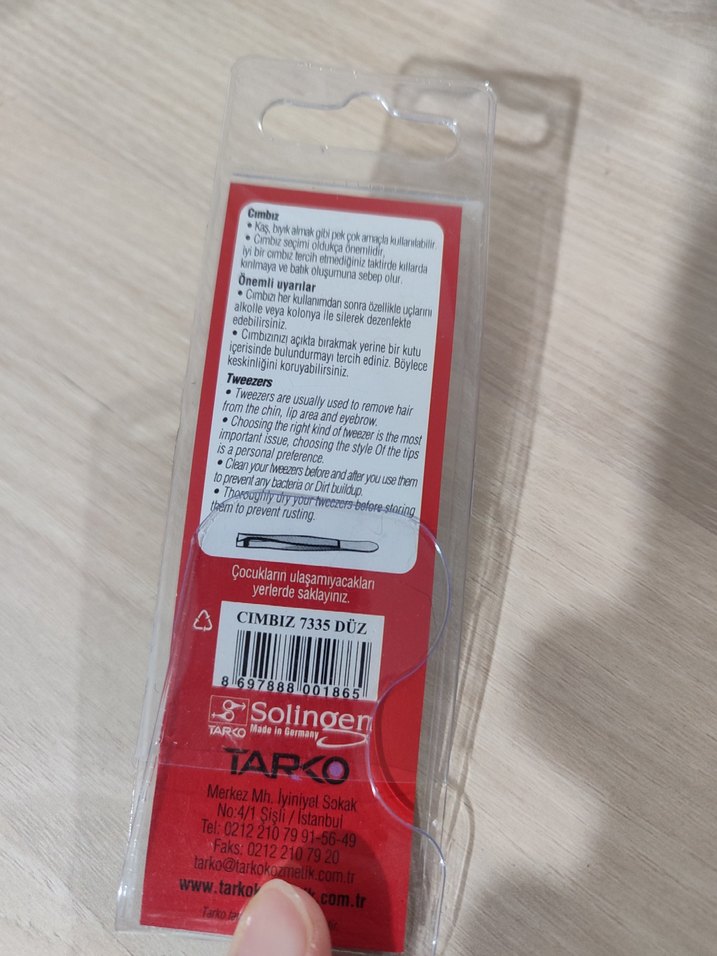 Cımbız
• Kaş, bıyık almak gibi pek çok amaçla kullanılabilir.
• Cımbız seçimi oldukça önemlidir,
iyi bir cımbız tercih etmediğiniz taktirde kıllarda
kırılmaya ve batık oluşumuna sebep olur.
Önemli uyarılar
• Cımbızı her kullanımdan sonra özellikle uçlarını
alkolle veya kolonya ile silerek dezenfekte
edebilirsiniz.
• Cımbızınızı açıkta bırakmak yerine bir kutu
içerisinde bulundurmayı tercih ediniz. Böylece
keskinliğini koruyabilirsiniz.
Tweezers
• Tweezers are usually used to remove hair
from the chin, lip area and eyebrow.
• Choosing the right kind of tweezer is the most
important issue, choosing the style Of the tips
is a personal preference.
• Clean your tweezers before and after you use them
to prevent any bacteria or Dirt buildup.
• Thoroughly dry your tweezers before storing
them to prevent rusting.
Çocukların ulaşamıyacakları
yerlerde saklayınız.
CIMBIZ 7335 DÜZ
8 697888 001865
TARKO Solingen
Made in Germany
TARKO
Merkez Mh. İyiniyet Sokak
No:4/1 Şişli / İstanbul
Tel: 0212 210 79 91-56-49
Faks: 0212 210 79 20
tarko@tarkokozmetik.com.tr
www.tarkok com.tr
Tarko